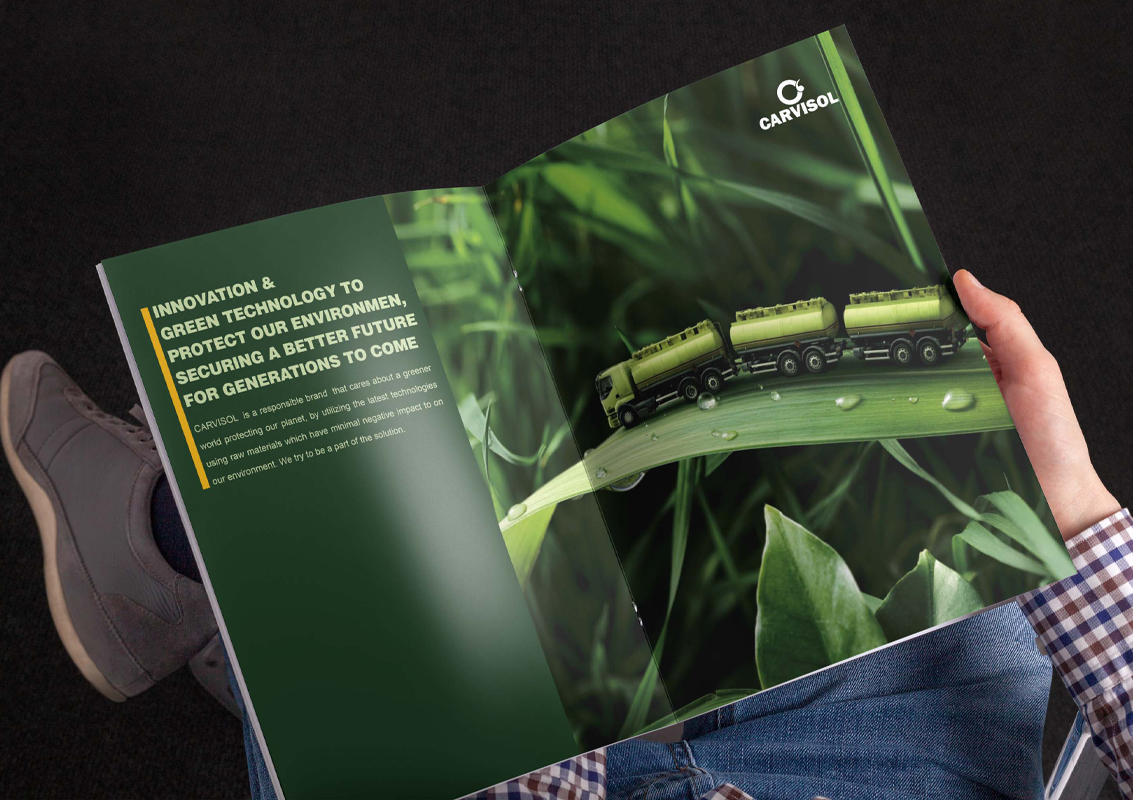 INNOVATION &
GREEN TECHNOLOGY TO
PROTECT OUR ENVIRONMEN,
SECURING A BETTER FUTURE
FOR GENERATIONS TO COME
CARVISOL is a responsible brand that cares about a greener
world protecting our planet, by utilizing the latest technologies
using raw materials which have minimal negative impact to on
our environment. We try to be a part of the solution.
CARVISOL